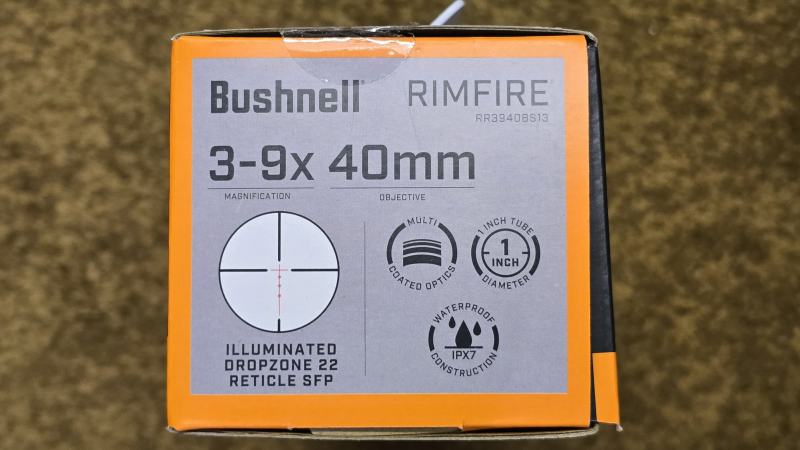 Bushnell®
RIMFIRE®
RR3940BS13
3-9x 40mm
MAGNIFICATION
OBJECTIVE
MULTI
COATED OPTICS
1 INCH TUBE
1
INCH
DIAMETER
WATERPROOF
IPX7
CONSTRUCTION
ILLUMINATED
DROPZONE 22
RETICLE SFP